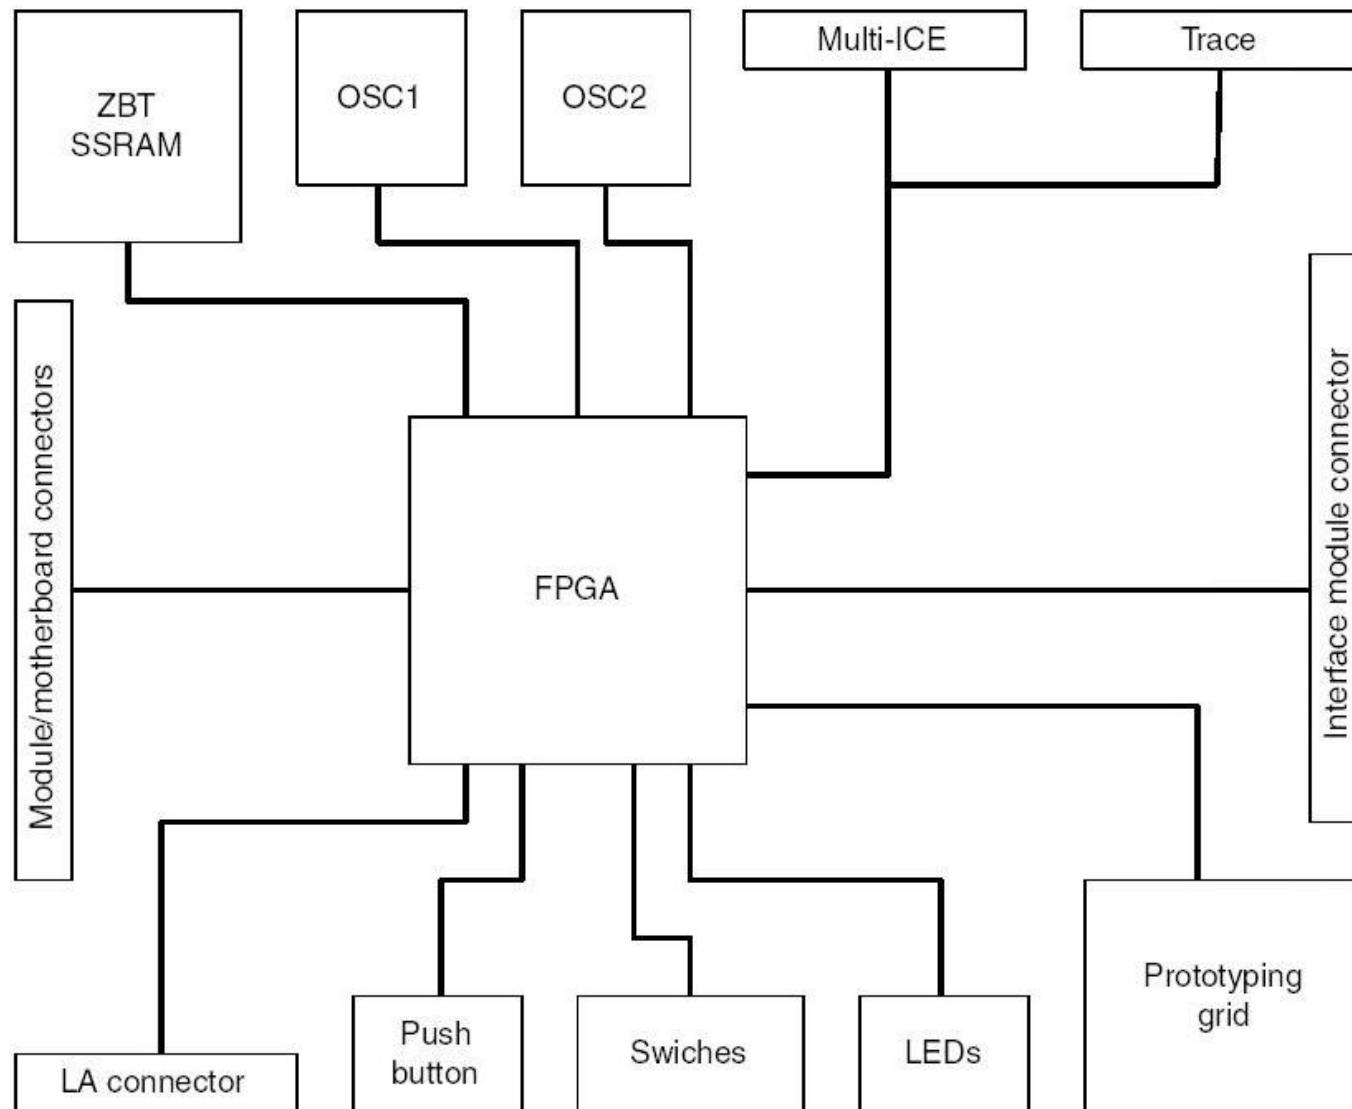 ZBT
SSRAM
OSC1
OSC2
Multi-ICE
Trace
Module/motherboard connectors
FPGA
Interface module connector
LA connector
Push
button
Swiches
LEDs
Prototyping
grid